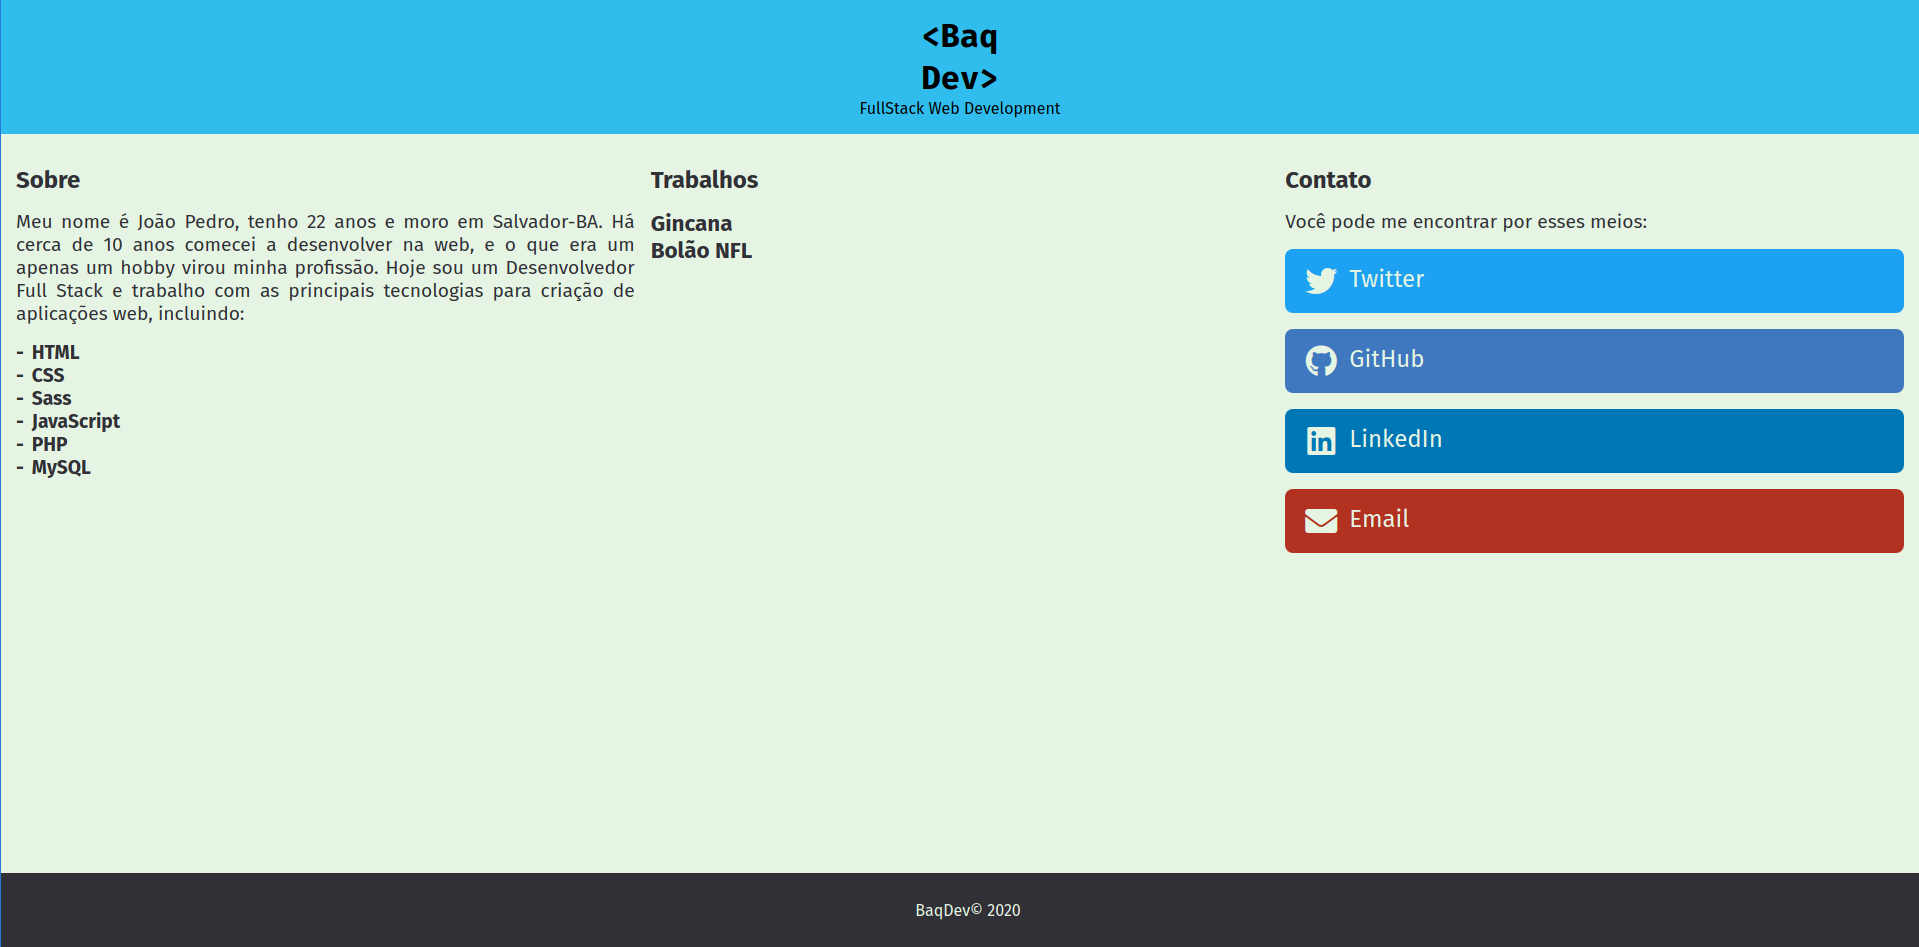 <Baq
Dev>
FullStack Web Development
Sobre
Meu nome é João Pedro, tenho 22 anos e moro em Salvador-BA. Há
cerca de 10 anos comecei a desenvolver na web, e o que era um
apenas um hobby virou minha profissão. Hoje sou um Desenvolvedor
Full Stack e trabalho com as principais tecnologias para criação de
aplicações web, incluindo:
- HTML
- CSS
- Sass
- JavaScript
- PHP
- MySQL
Trabalhos
Gincana
Bolão NFL
Contato
Você pode me encontrar por esses meios:
Twitter
GitHub
LinkedIn
Email
BaqDev© 2020